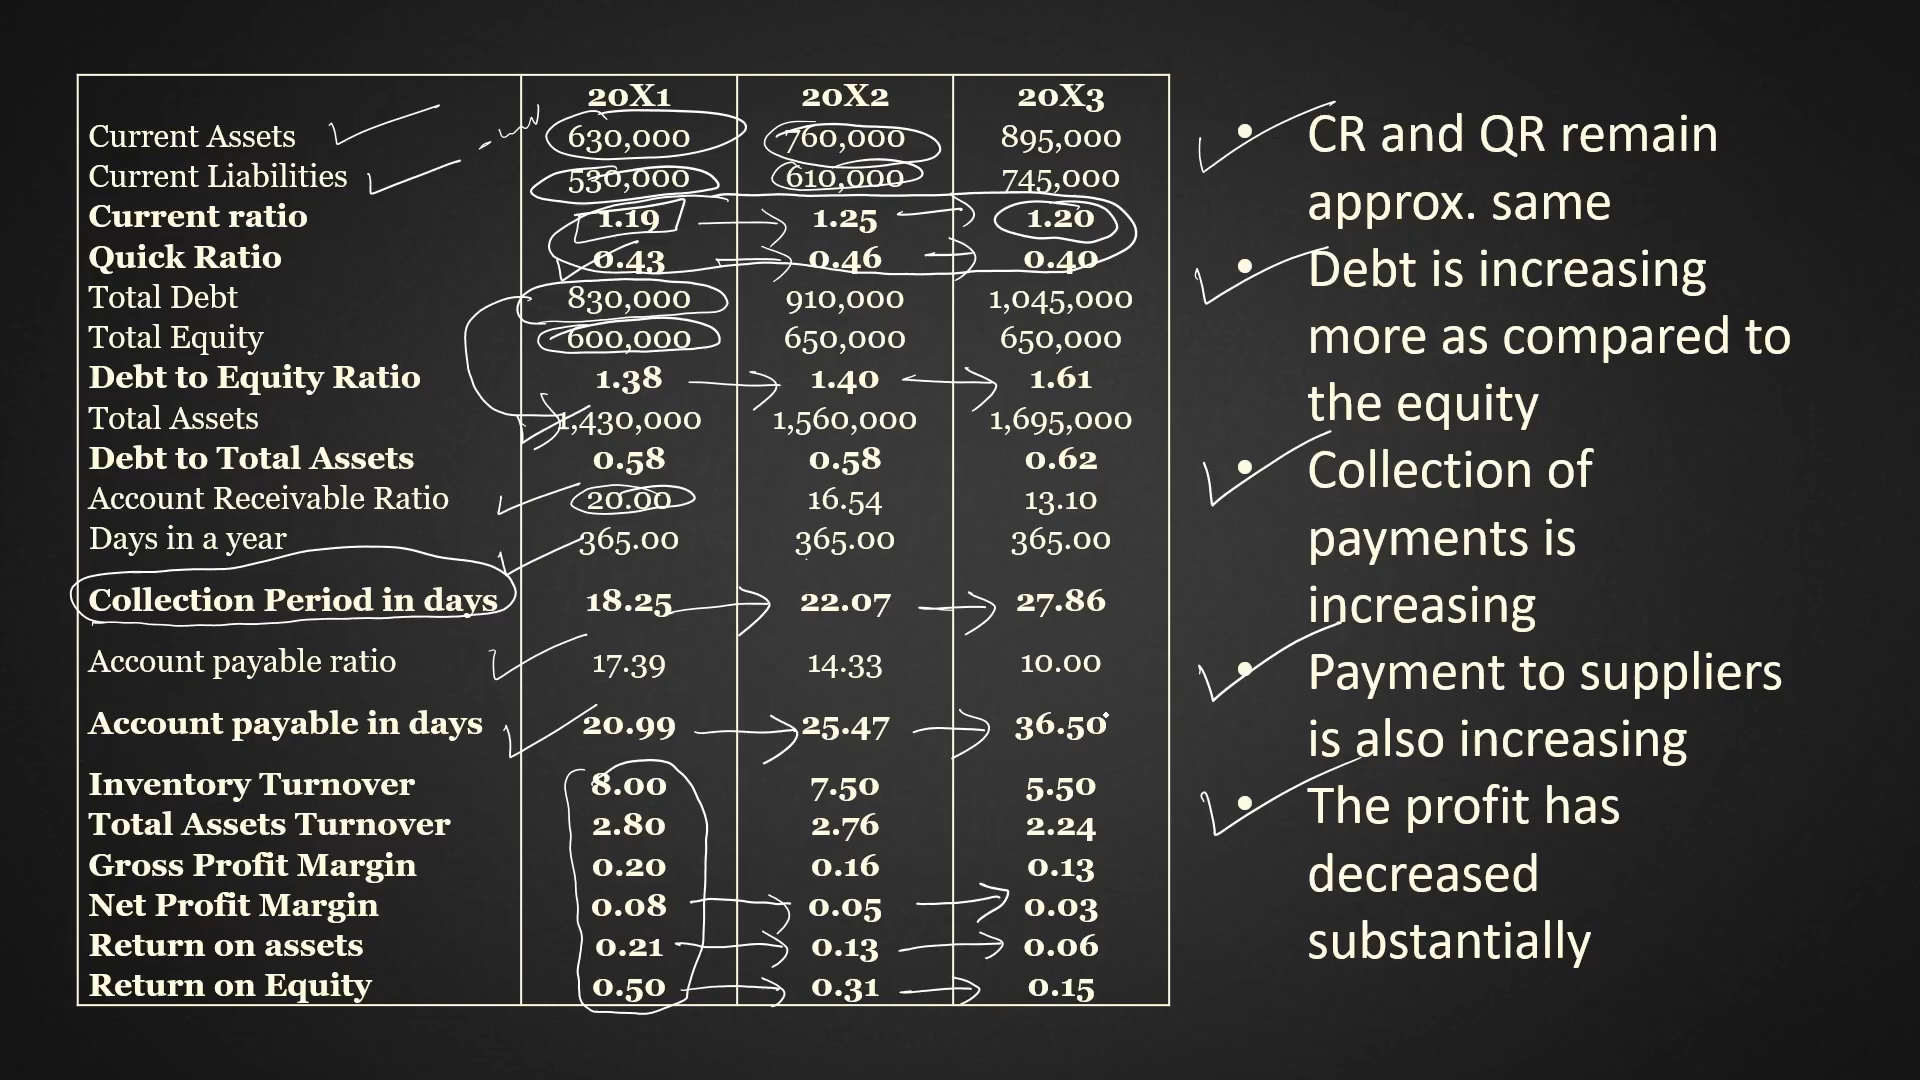 20X1 20X2 20X3
Current Assets 630,000 760,000 895,000
Current Liabilities 530,000 610,000 745,000
Current ratio 1.19 1.25 1.20
Quick Ratio 0.43 0.46 0.40
Total Debt 830,000 910,000 1,045,000
Total Equity 600,000 650,000 650,000
Debt to Equity Ratio 1.38 1.40 1.61
Total Assets 1,430,000 1,560,000 1,695,000
Debt to Total Assets 0.58 0.58 0.62
Account Receivable Ratio 20.00 16.54 13.10
Days in a year 365.00 365.00 365.00
Collection Period in days 18.25 22.07 27.86
Account payable ratio 17.39 14.33 10.00
Account payable in days 20.99 25.47 36.50
Inventory Turnover 8.00 7.50 5.50
Total Assets Turnover 2.80 2.76 2.24
Gross Profit Margin 0.20 0.16 0.13
Net Profit Margin 0.08 0.05 0.03
Return on assets 0.21 0.13 0.06
Return on Equity 0.50 0.31 0.15
• CR and QR remain
approx. same
• Debt is increasing
more as compared to
the equity
• Collection of
payments is
increasing
• Payment to suppliers
is also increasing
• The profit has
decreased
substantially